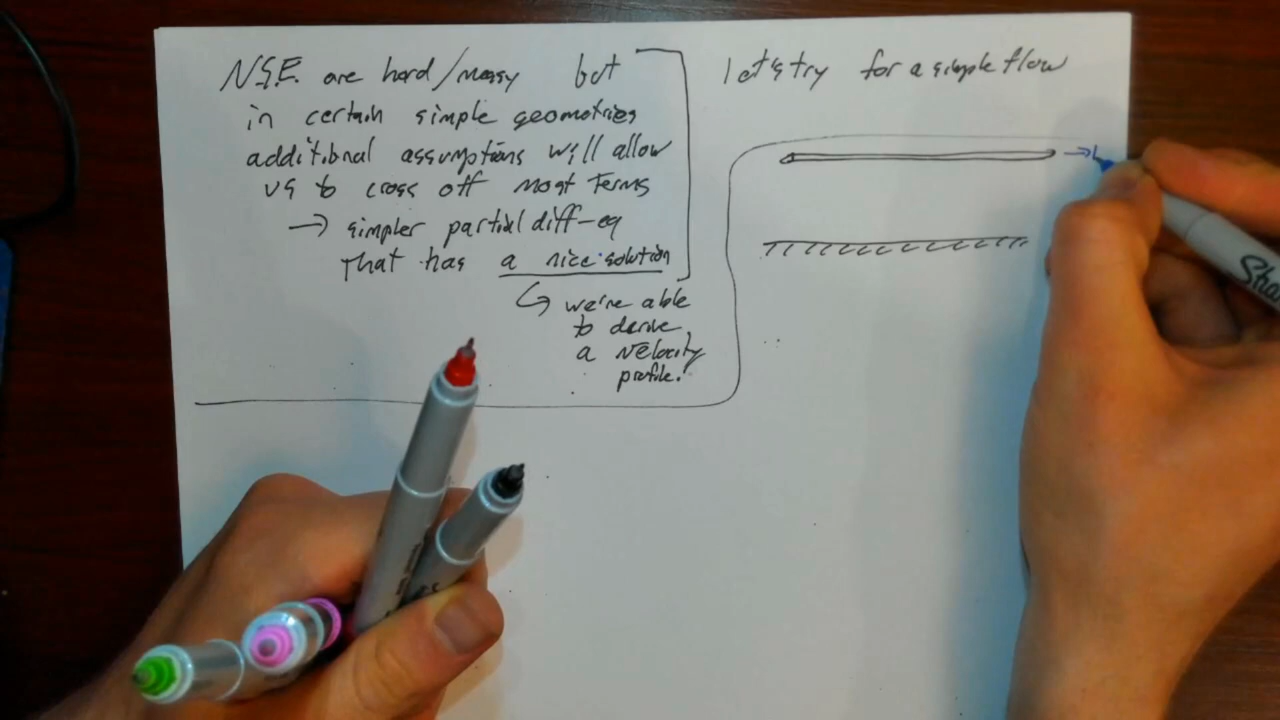 N.S.E. are hard/messy but
in certain simple geometries
additional assumptions will allow
us to cross off most terms
→ simpler partial diff-eq
that has a nice solution
↳ we're able
to derive
a velocity
profile!
let's try for a simple flow
→
Sha